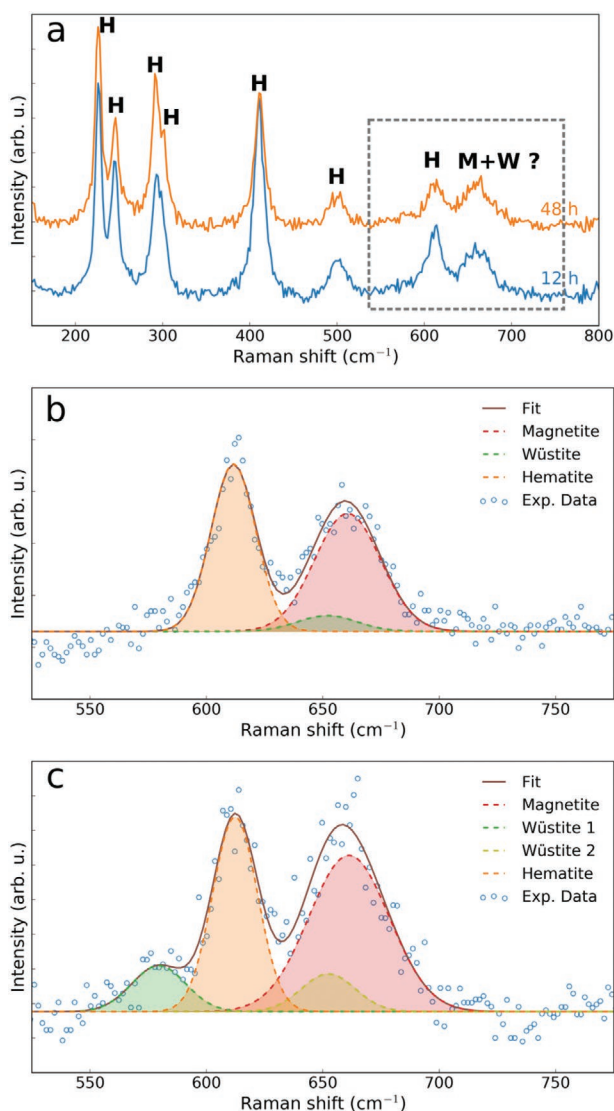 a
H
H
H
H
H
H
H
M+W ?
48 h
12 h
Intensity (arb. u.)
200 300 400 500 600 700 800
Raman shift (cm⁻¹)
b
Fit
Magnetite
Wüstite
Hematite
Exp. Data
Intensity (arb. u.)
550 600 650 700 750
Raman shift (cm⁻¹)
c
Fit
Magnetite
Wüstite 1
Wüstite 2
Hematite
Exp. Data
Intensity (arb. u.)
550 600 650 700 750
Raman shift (cm⁻¹)